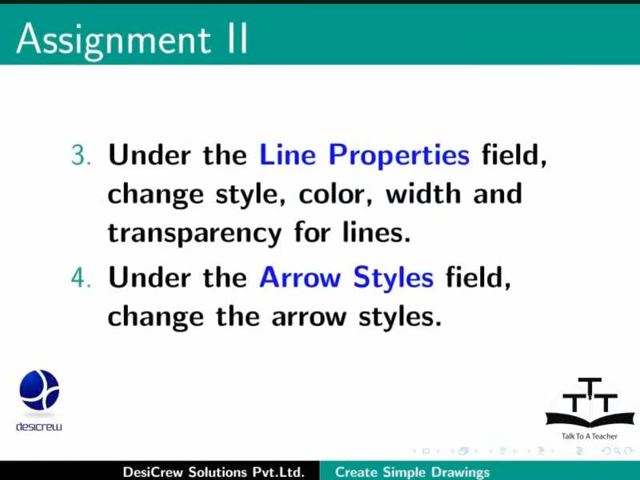 Assignment II
3. Under the Line Properties field,
change style, color, width and
transparency for lines.
4. Under the Arrow Styles field,
change the arrow styles.
desicrew
TTT
Talk To A Teacher
DesiCrew Solutions Pvt.Ltd. Create Simple Drawings